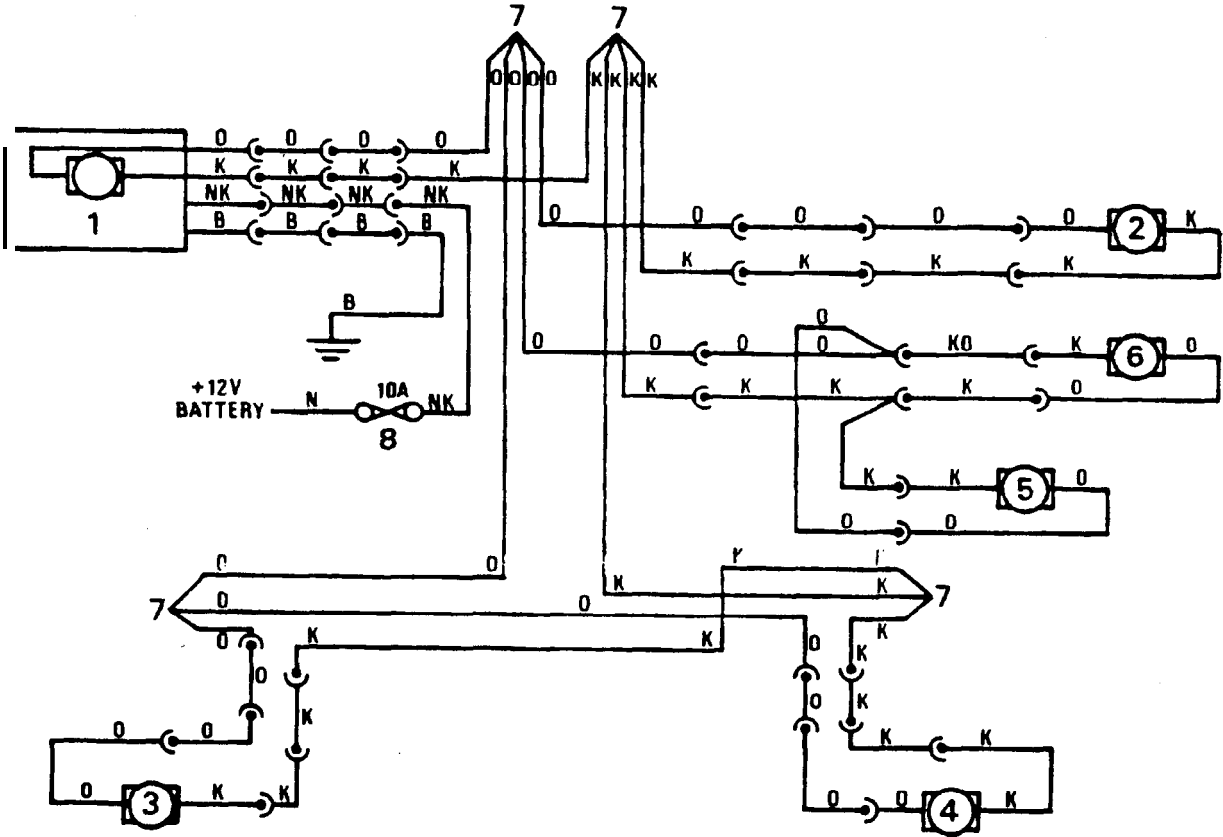 7 7
O O O O K K K K
O O O O
K K K K
NK NK NK NK
B B B B
1
O O O O 2 K
K K K K
B
O
O O O O KO K 6 O
K K K K O
+12V
BATTERY N 10A NK
8
K K 5 O
O O
O O K K
7 O O K 7
O K K K
O K O K
O K
O O K K
O K K O O 4 K
3